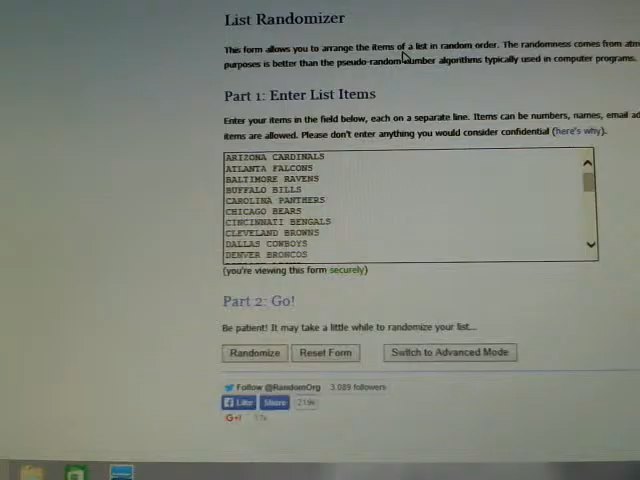 List Randomizer
This form allows you to arrange the items of a list in random order. The randomness comes from atm
purposes is better than the pseudo-random number algorithms typically used in computer programs.
Part 1: Enter List Items
Enter your items in the field below, each on a separate line. Items can be numbers, names, email ad
items are allowed. Please don't enter anything you would consider confidential (here's why).
ARIZONA CARDINALS
ATLANTA FALCONS
BALTIMORE RAVENS
BUFFALO BILLS
CAROLINA PANTHERS
CHICAGO BEARS
CINCINNATI BENGALS
CLEVELAND BROWNS
DALLAS COWBOYS
DENVER BRONCOS
(you're viewing this form securely)
Part 2: Go!
Be patient! It may take a little while to randomize your list...
Randomize Reset Form Switch to Advanced Mode
Follow @RandomOrg 3,089 followers
Like Share 219k
G+1